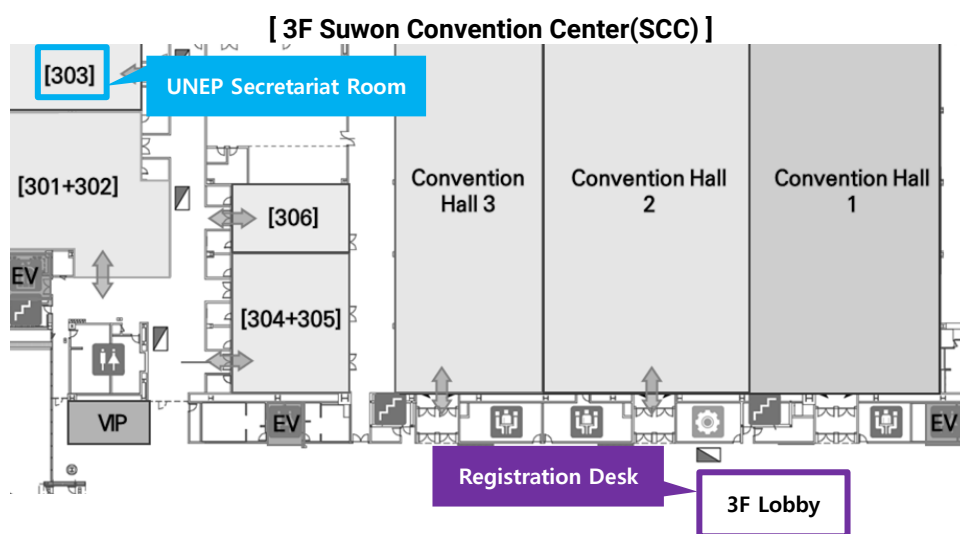 [ 3F Suwon Convention Center(SCC) ]
[303]
UNEP Secretariat Room
[301+302]
Convention
Hall 3
Convention Hall
2
Convention Hall
1
[306]
EV
[304+305]
VIP
EV
EV
Registration Desk
3F Lobby